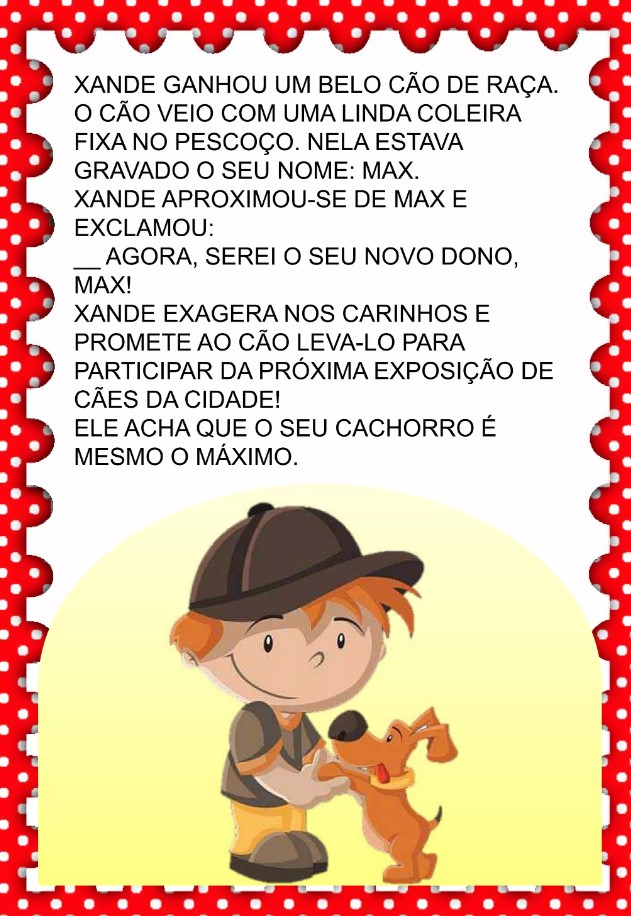 XANDE GANHOU UM BELO CÃO DE RAÇA.
O CÃO VEIO COM UMA LINDA COLEIRA
FIXA NO PESCOÇO. NELA ESTAVA
GRAVADO O SEU NOME: MAX.
XANDE APROXIMOU-SE DE MAX E
EXCLAMOU:
__ AGORA, SEREI O SEU NOVO DONO,
MAX!
XANDE EXAGERA NOS CARINHOS E
PROMETE AO CÃO LEVA-LO PARA
PARTICIPAR DA PRÓXIMA EXPOSIÇÃO DE
CÃES DA CIDADE!
ELE ACHA QUE O SEU CACHORRO É
MESMO O MÁXIMO.